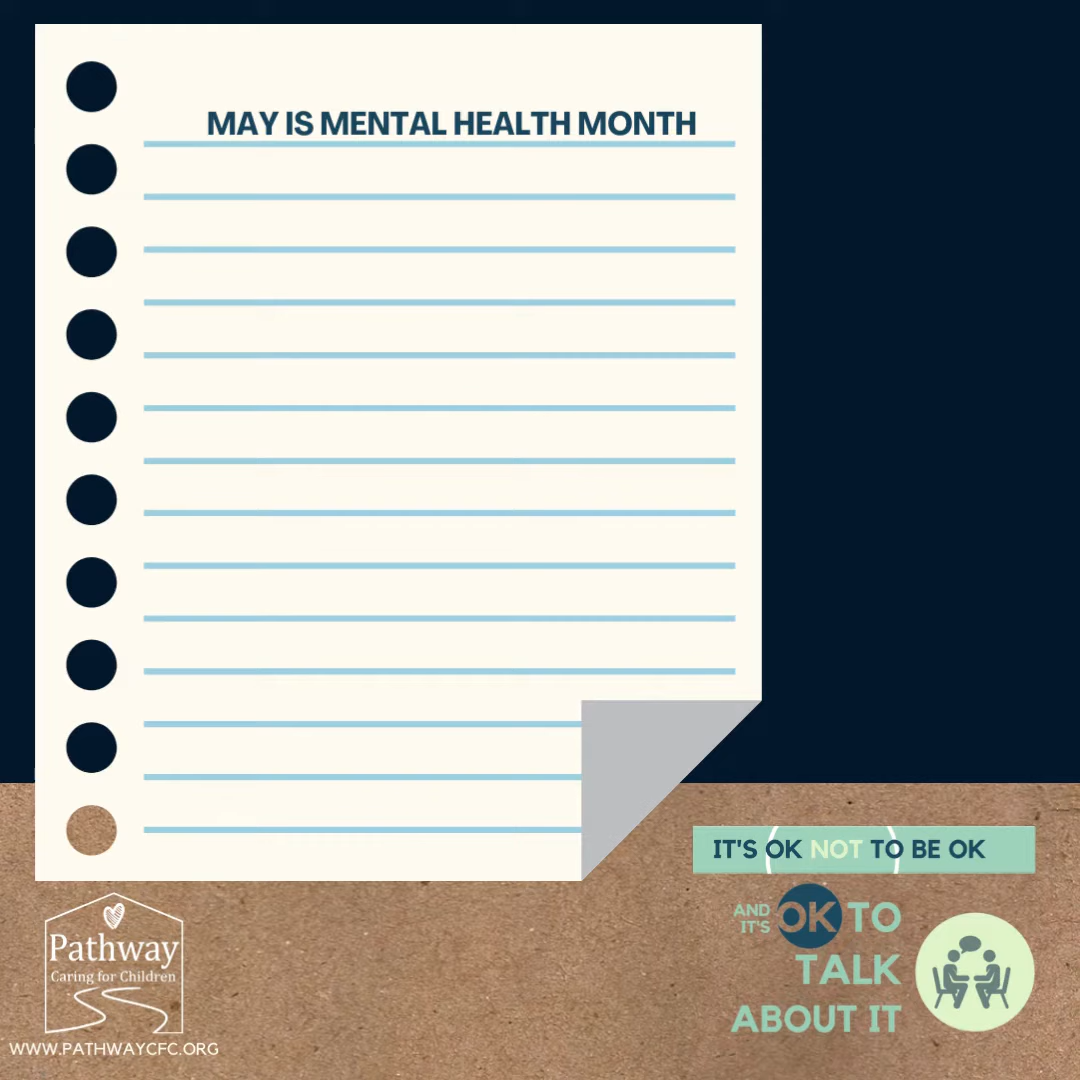 MAY IS MENTAL HEALTH MONTH
IT'S OK NOT TO BE OK
AND IT'S OK TO
TALK
ABOUT IT
Pathway
Caring for Children
WWW.PATHWAYCFC.ORG